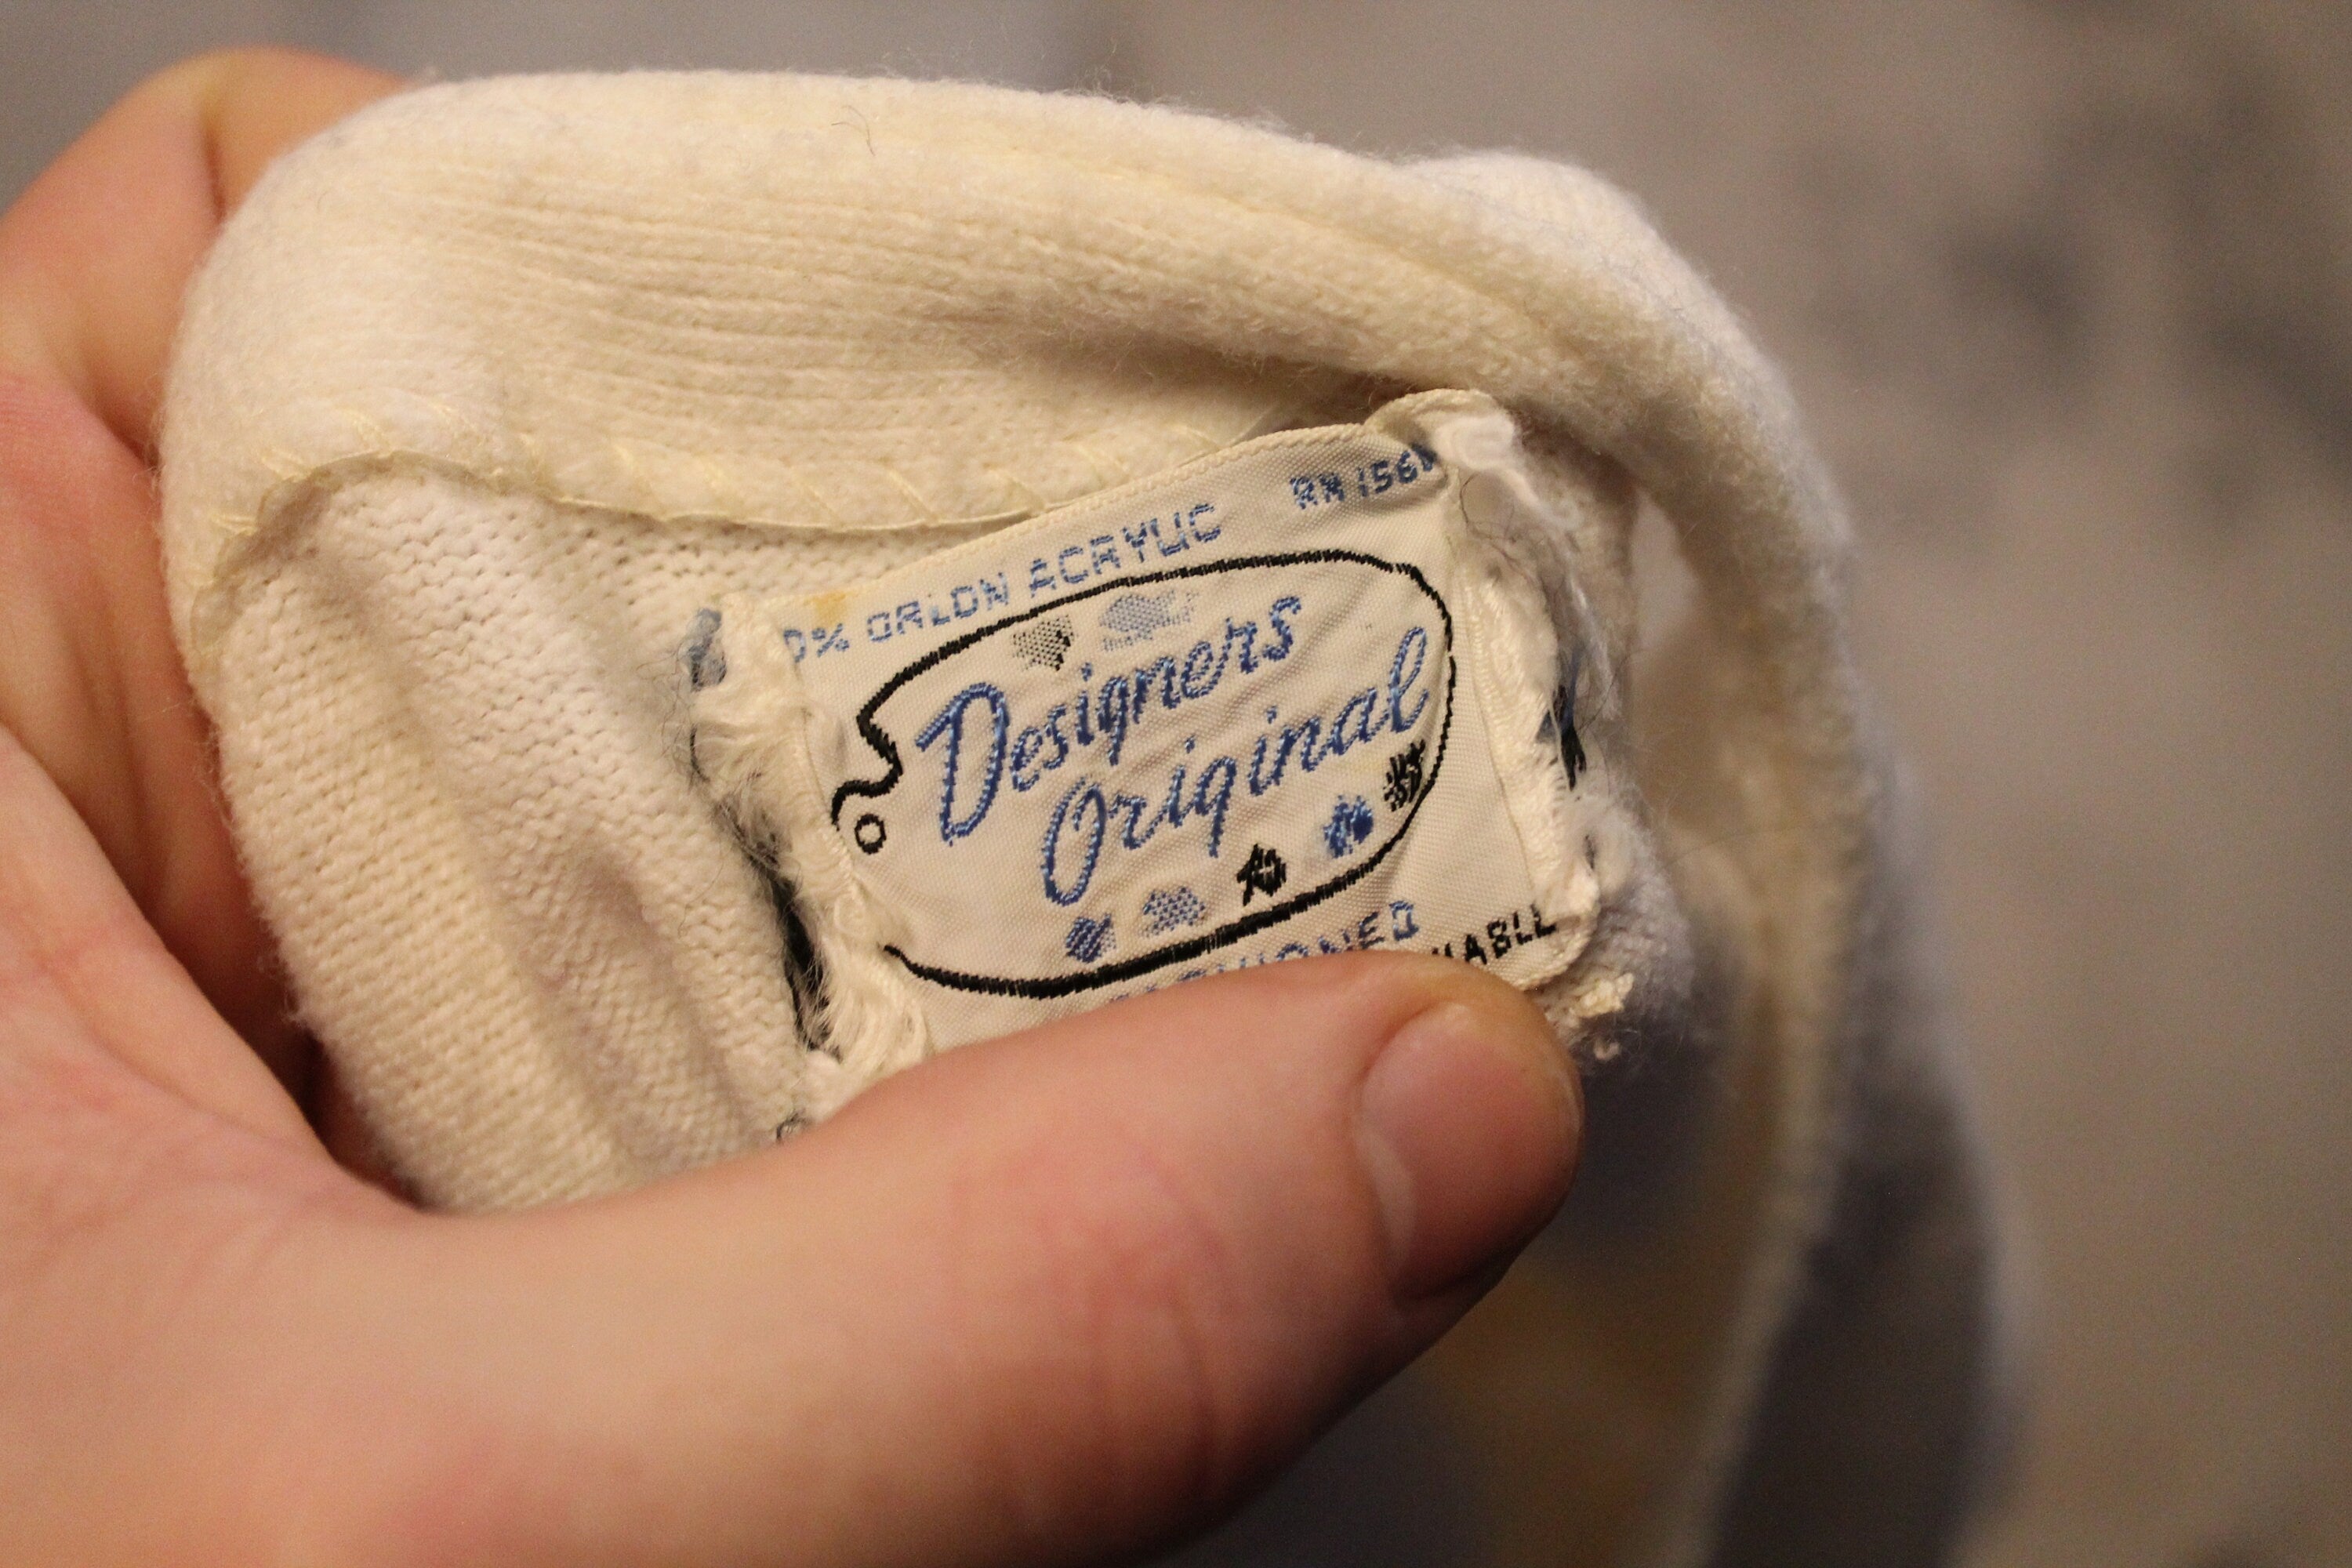 0% ORLON ACRYLIC RN 156
Designers
Original